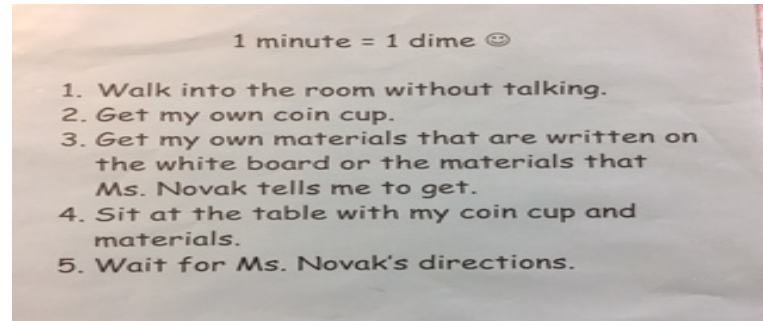 1 minute = 1 dime ☺
1. Walk into the room without talking.
2. Get my own coin cup.
3. Get my own materials that are written on
the white board or the materials that
Ms. Novak tells me to get.
4. Sit at the table with my coin cup and
materials.
5. Wait for Ms. Novak's directions.